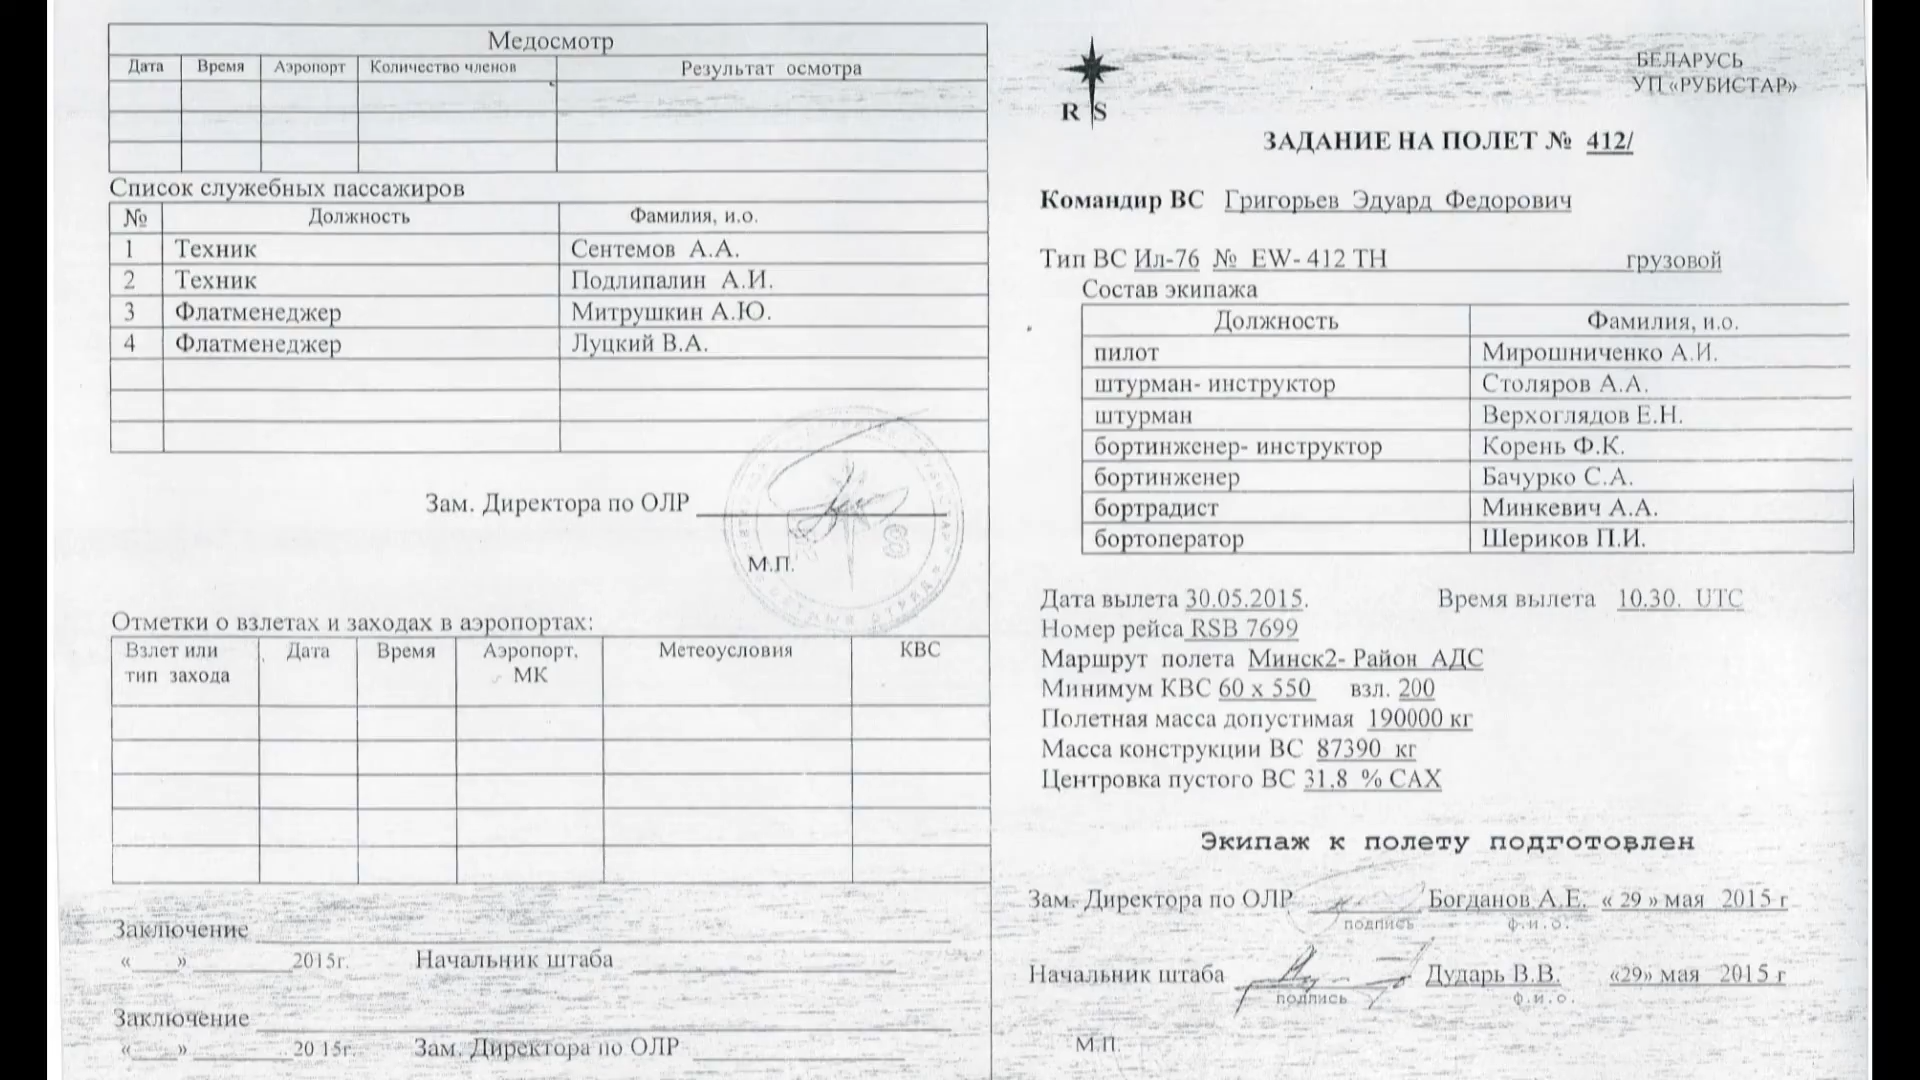 Медосмотр
Дата Время Аэропорт Количество членов Результат осмотра
Список служебных пассажиров
№ Должность Фамилия, и.о.
1 Техник Сентемов А.А.
2 Техник Подлипалин А.И.
3 Флатменеджер Митрушкин А.Ю.
4 Флатменеджер Луцкий В.А.
Зам. Директора по ОЛР
М.П.
Отметки о взлетах и заходах в аэропортах:
Взлет или тип захода Дата Время Аэропорт. МК Метеоусловия КВС
Заключение
« » 2015г. Начальник штаба
Заключение
« » 2015г. Зам. Директора по ОЛР
R S
БЕЛАРУСЬ
УП «РУБИСТАР»
ЗАДАНИЕ НА ПОЛЕТ № 412/
Командир ВС Григорьев Эдуард Федорович
Тип ВС Ил-76 № EW- 412 TH грузовой
Состав экипажа
Должность Фамилия, и.о.
пилот Мирошниченко А.И.
штурман- инструктор Столяров А.А.
штурман Верхоглядов Е.Н.
бортинженер- инструктор Корень Ф.К.
бортинженер Бачурко С.А.
бортрадист Минкевич А.А.
бортоператор Шериков П.И.
Дата вылета 30.05.2015. Время вылета 10.30. UTC
Номер рейса RSB 7699
Маршрут полета Минск2- Район АДС
Минимум КВС 60 х 550 взл. 200
Полетная масса допустимая 190000 кг
Масса конструкции ВС 87390 кг
Центровка пустого ВС 31.8 % САХ
Экипаж к полету подготовлен
Зам. Директора по ОЛР Богданов А.Е. « 29 » мая 2015 г
подпись ф.и.о.
Начальник штаба Дударь В.В. «29» мая 2015 г
подпись ф.и.о.
М.П.